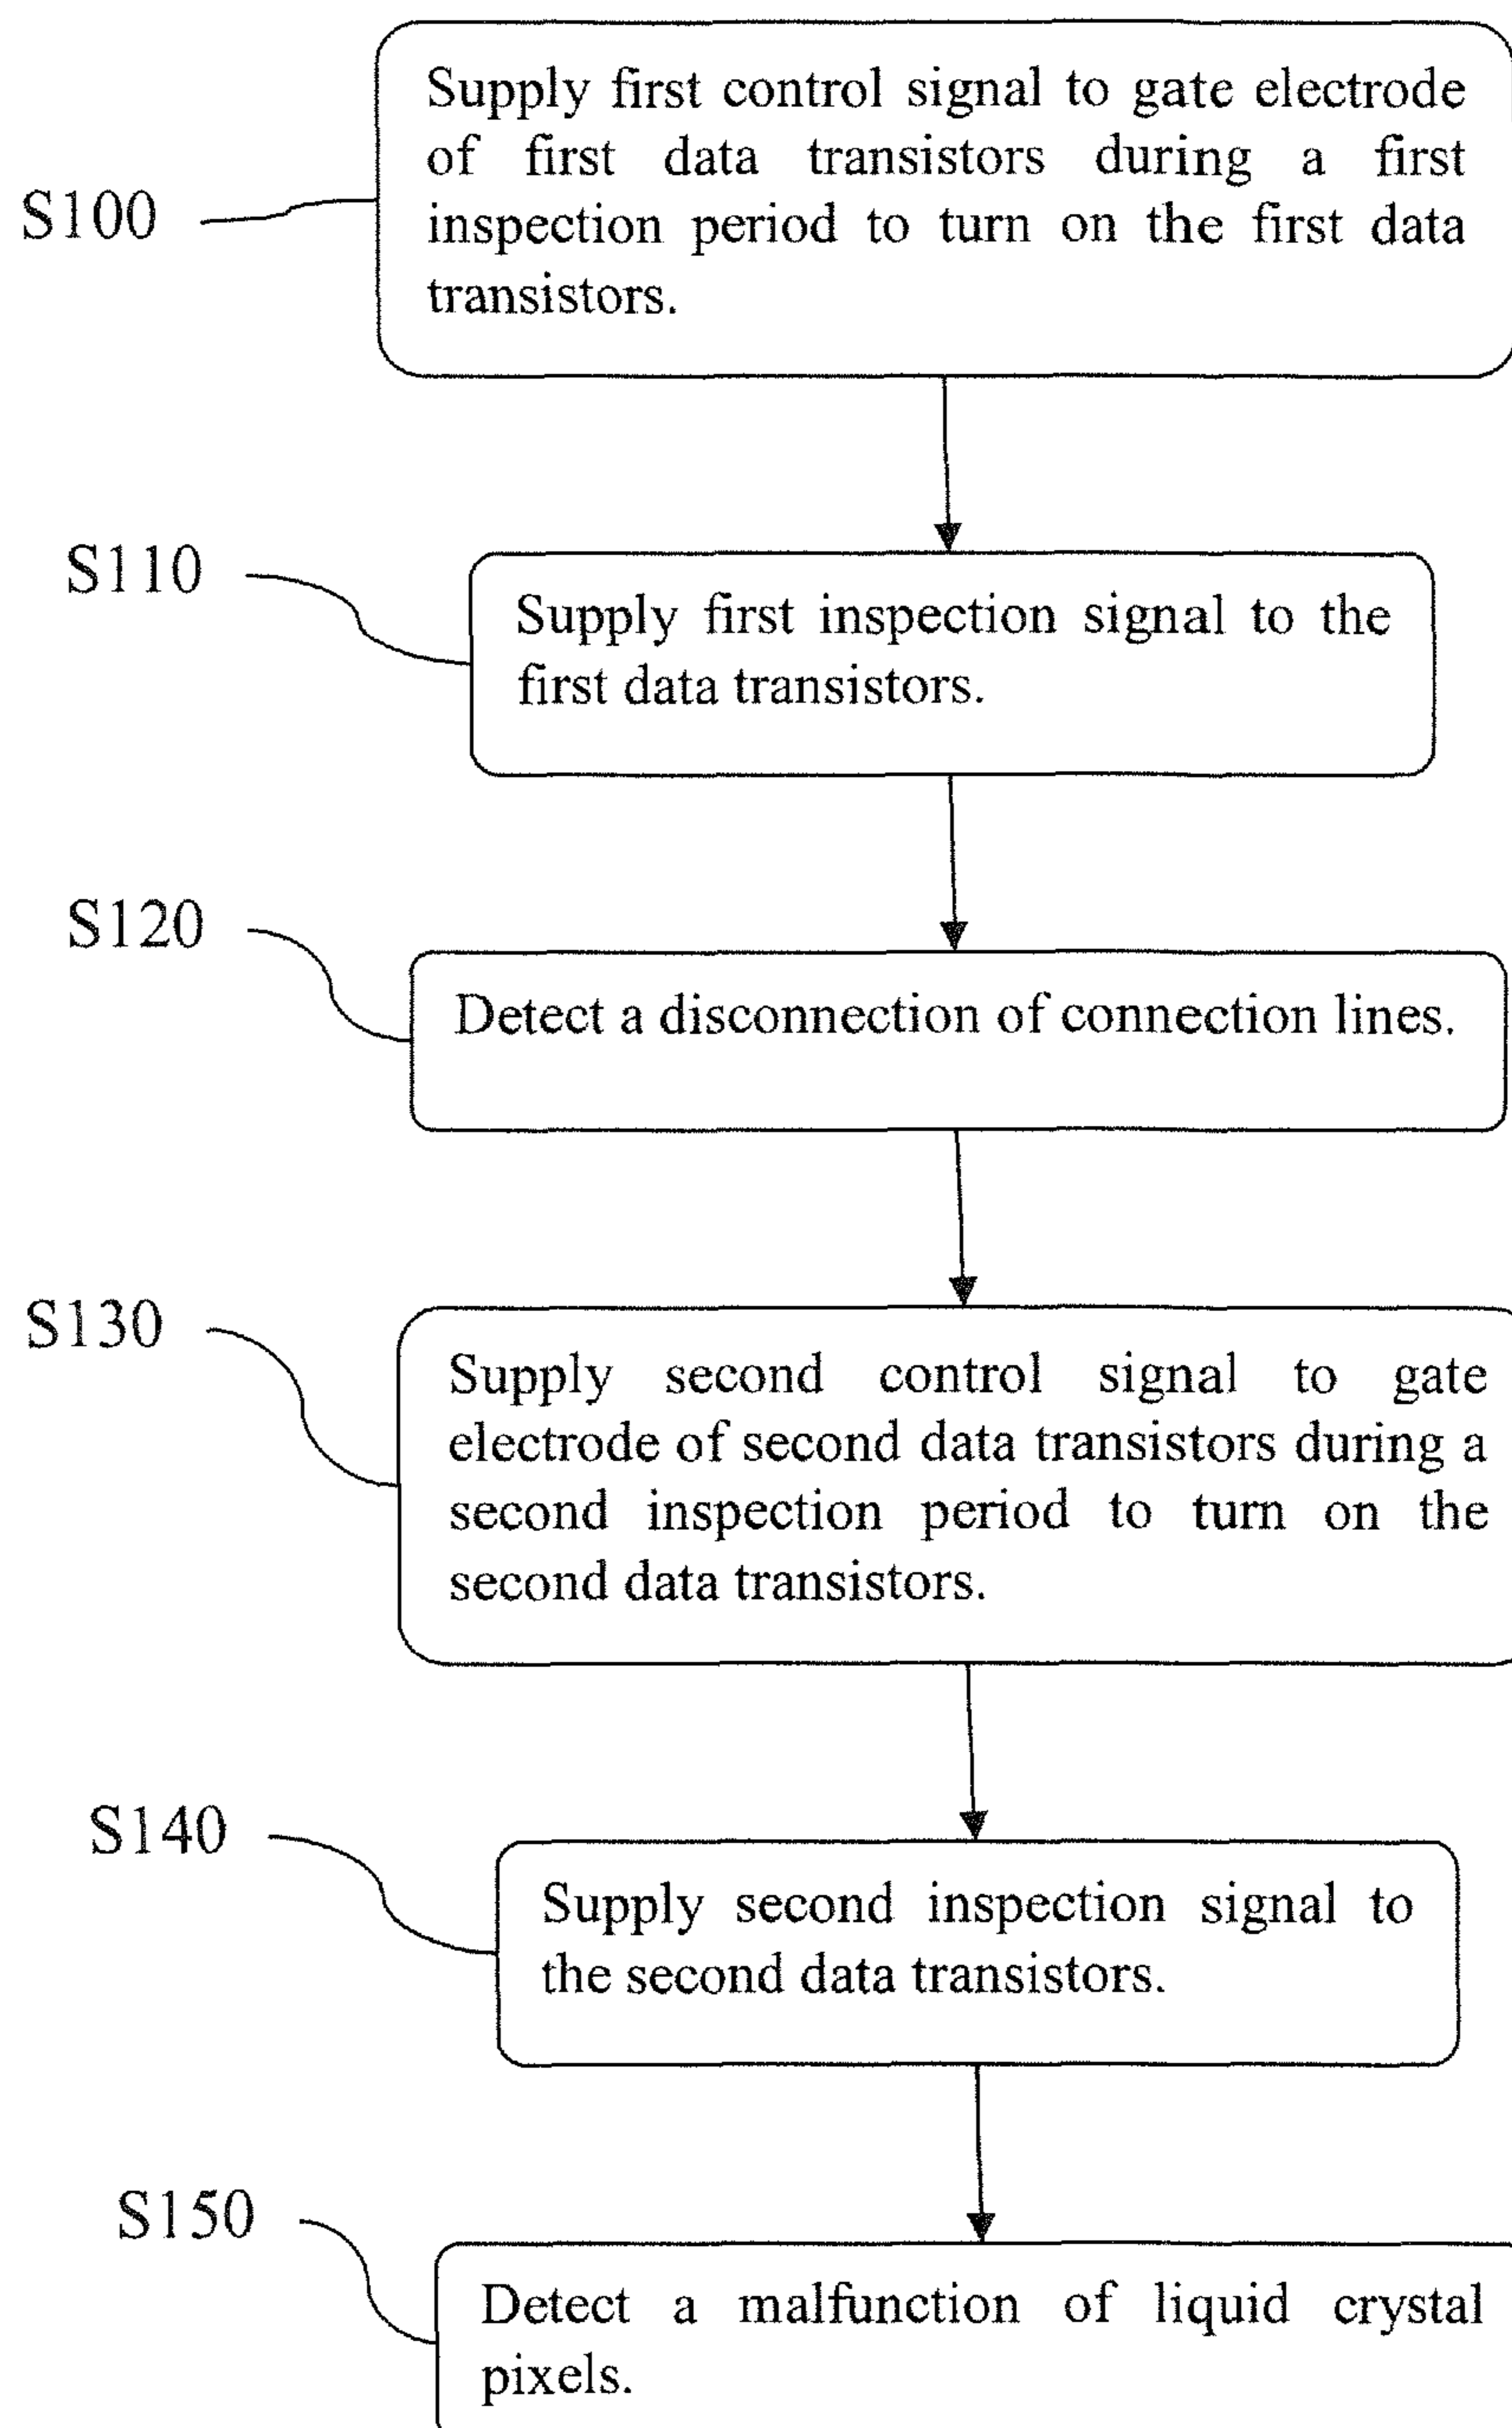 Supply first control signal to gate electrode
of first data transistors during a first
S100
inspection period to turn on the first data
transistors.
S110
Supply first inspection signal to the
first data transistors.
S120
Detect a disconnection of connection lines.
S130
Supply second control signal to gate
electrode of second data transistors during a
second inspection period to turn on the
second data transistors.
S140
Supply second inspection signal to
the second data transistors.
S150
Detect a malfunction of liquid crystal
pixels.